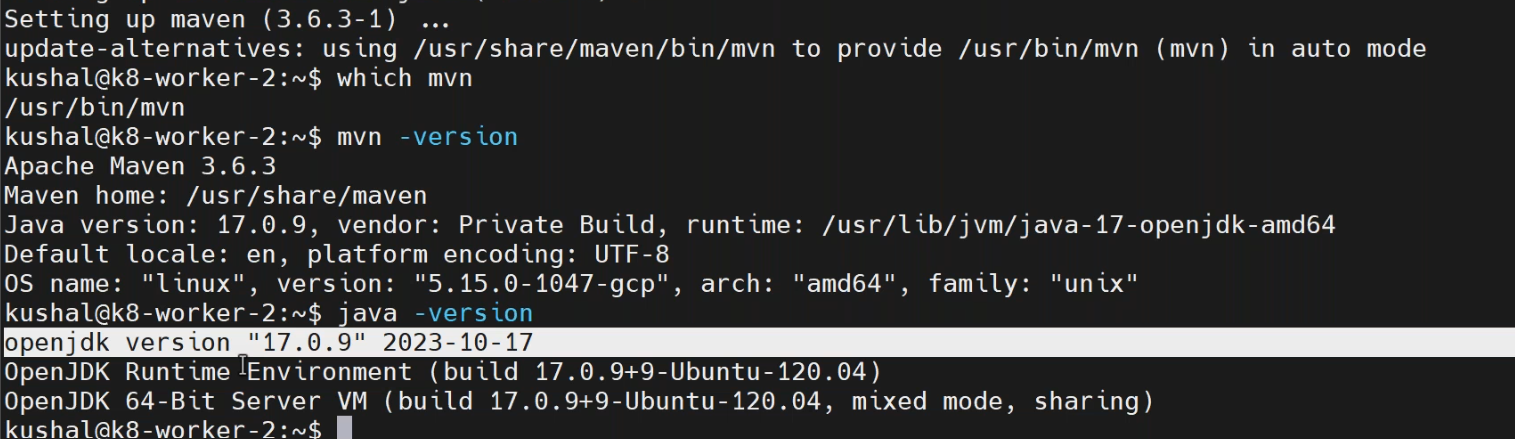 Setting up maven (3.6.3-1) ...
update-alternatives: using /usr/share/maven/bin/mvn to provide /usr/bin/mvn (mvn) in auto mode
kushal@k8-worker-2:~$ which mvn
/usr/bin/mvn
kushal@k8-worker-2:~$ mvn -version
Apache Maven 3.6.3
Maven home: /usr/share/maven
Java version: 17.0.9, vendor: Private Build, runtime: /usr/lib/jvm/java-17-openjdk-amd64
Default locale: en, platform encoding: UTF-8
OS name: "linux", version: "5.15.0-1047-gcp", arch: "amd64", family: "unix"
kushal@k8-worker-2:~$ java -version
openjdk version "17.0.9" 2023-10-17
OpenJDK Runtime Environment (build 17.0.9+9-Ubuntu-120.04)
OpenJDK 64-Bit Server VM (build 17.0.9+9-Ubuntu-120.04, mixed mode, sharing)
kushal@k8-worker-2:~$